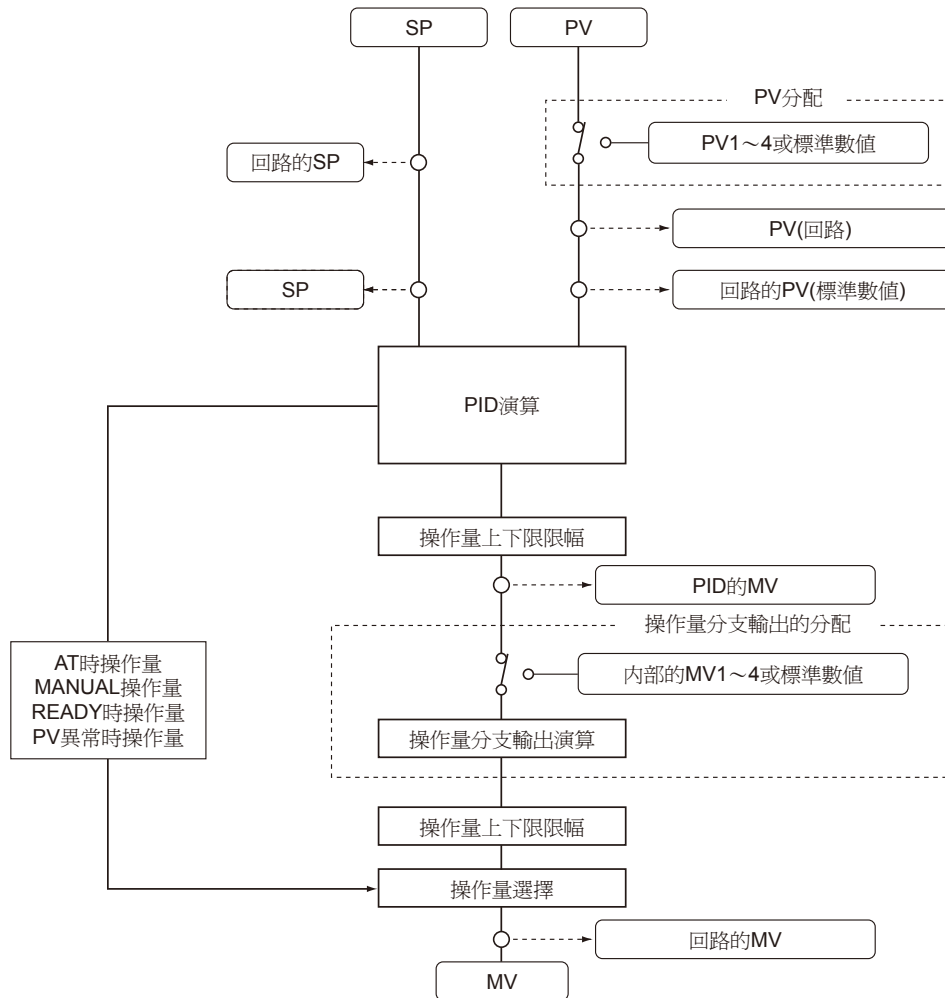 SP
PV
PV分配
PV1～4或標準數值
回路的SP
PV(回路)
SP
回路的PV(標準數值)
PID演算
操作量上下限限幅
PID的MV
操作量分支輸出的分配
AT時操作量
MANUAL操作量
READY時操作量
PV異常時操作量
內部的MV1～4或標準數值
操作量分支輸出演算
操作量上下限限幅
操作量選擇
回路的MV
MV